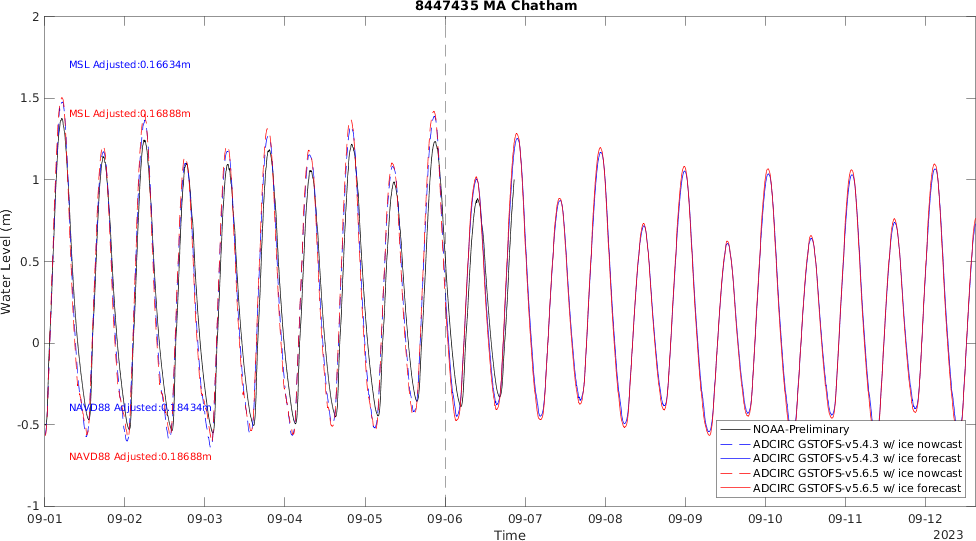 8447435 MA Chatham
2
1.5
1
0.5
0
-0.5
-1
Water Level (m)
MSL Adjusted:0.16634m
MSL Adjusted:0.16888m
NAVD88 Adjusted:0.18434m
NAVD88 Adjusted:0.18688m
NOAA-Preliminary
ADCIRC GSTOFS-v5.4.3 w/ ice nowcast
ADCIRC GSTOFS-v5.4.3 w/ ice forecast
ADCIRC GSTOFS-v5.6.5 w/ ice nowcast
ADCIRC GSTOFS-v5.6.5 w/ ice forecast
09-01 09-02 09-03 09-04 09-05 09-06 09-07 09-08 09-09 09-10 09-11 09-12
Time
2023